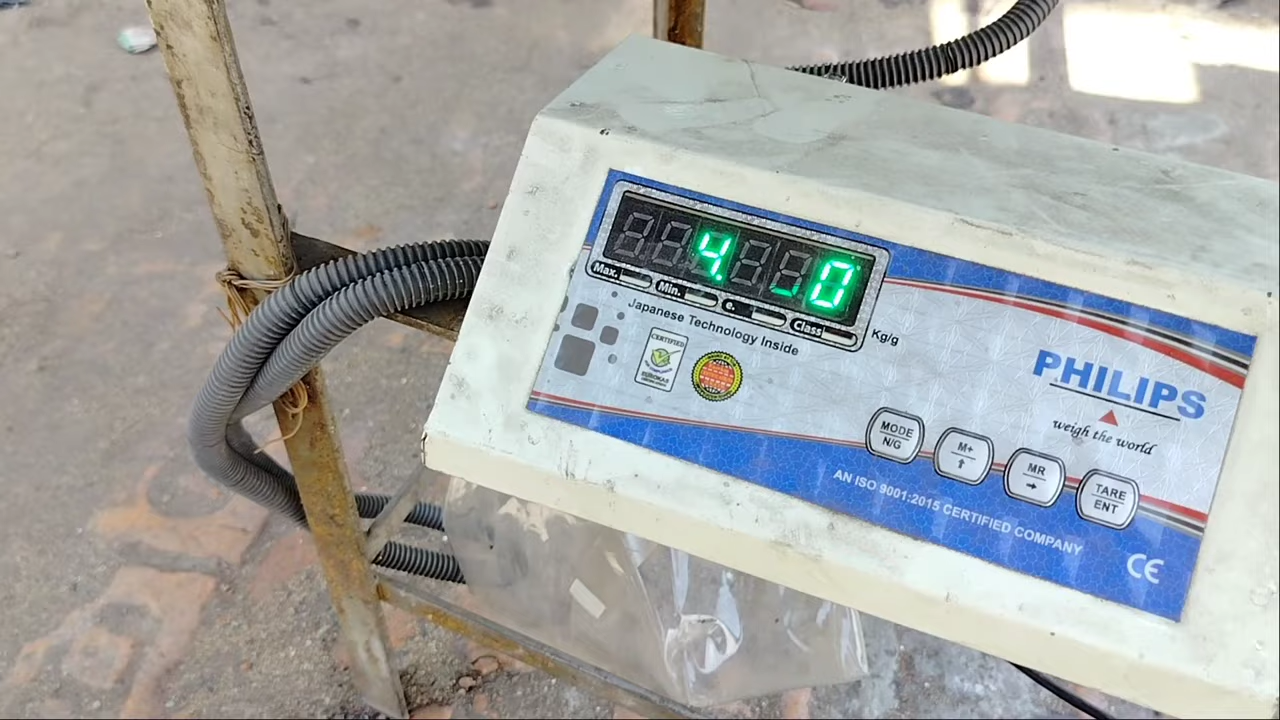 4. 0
Max.
Min.
e.
Class
Kg/g
Japanese Technology Inside
CERTIFIED
PHILIPS
weigh the world
MODE
N/G
M+
MR
TARE
ENT
AN ISO 9001:2015 CERTIFIED COMPANY
CE